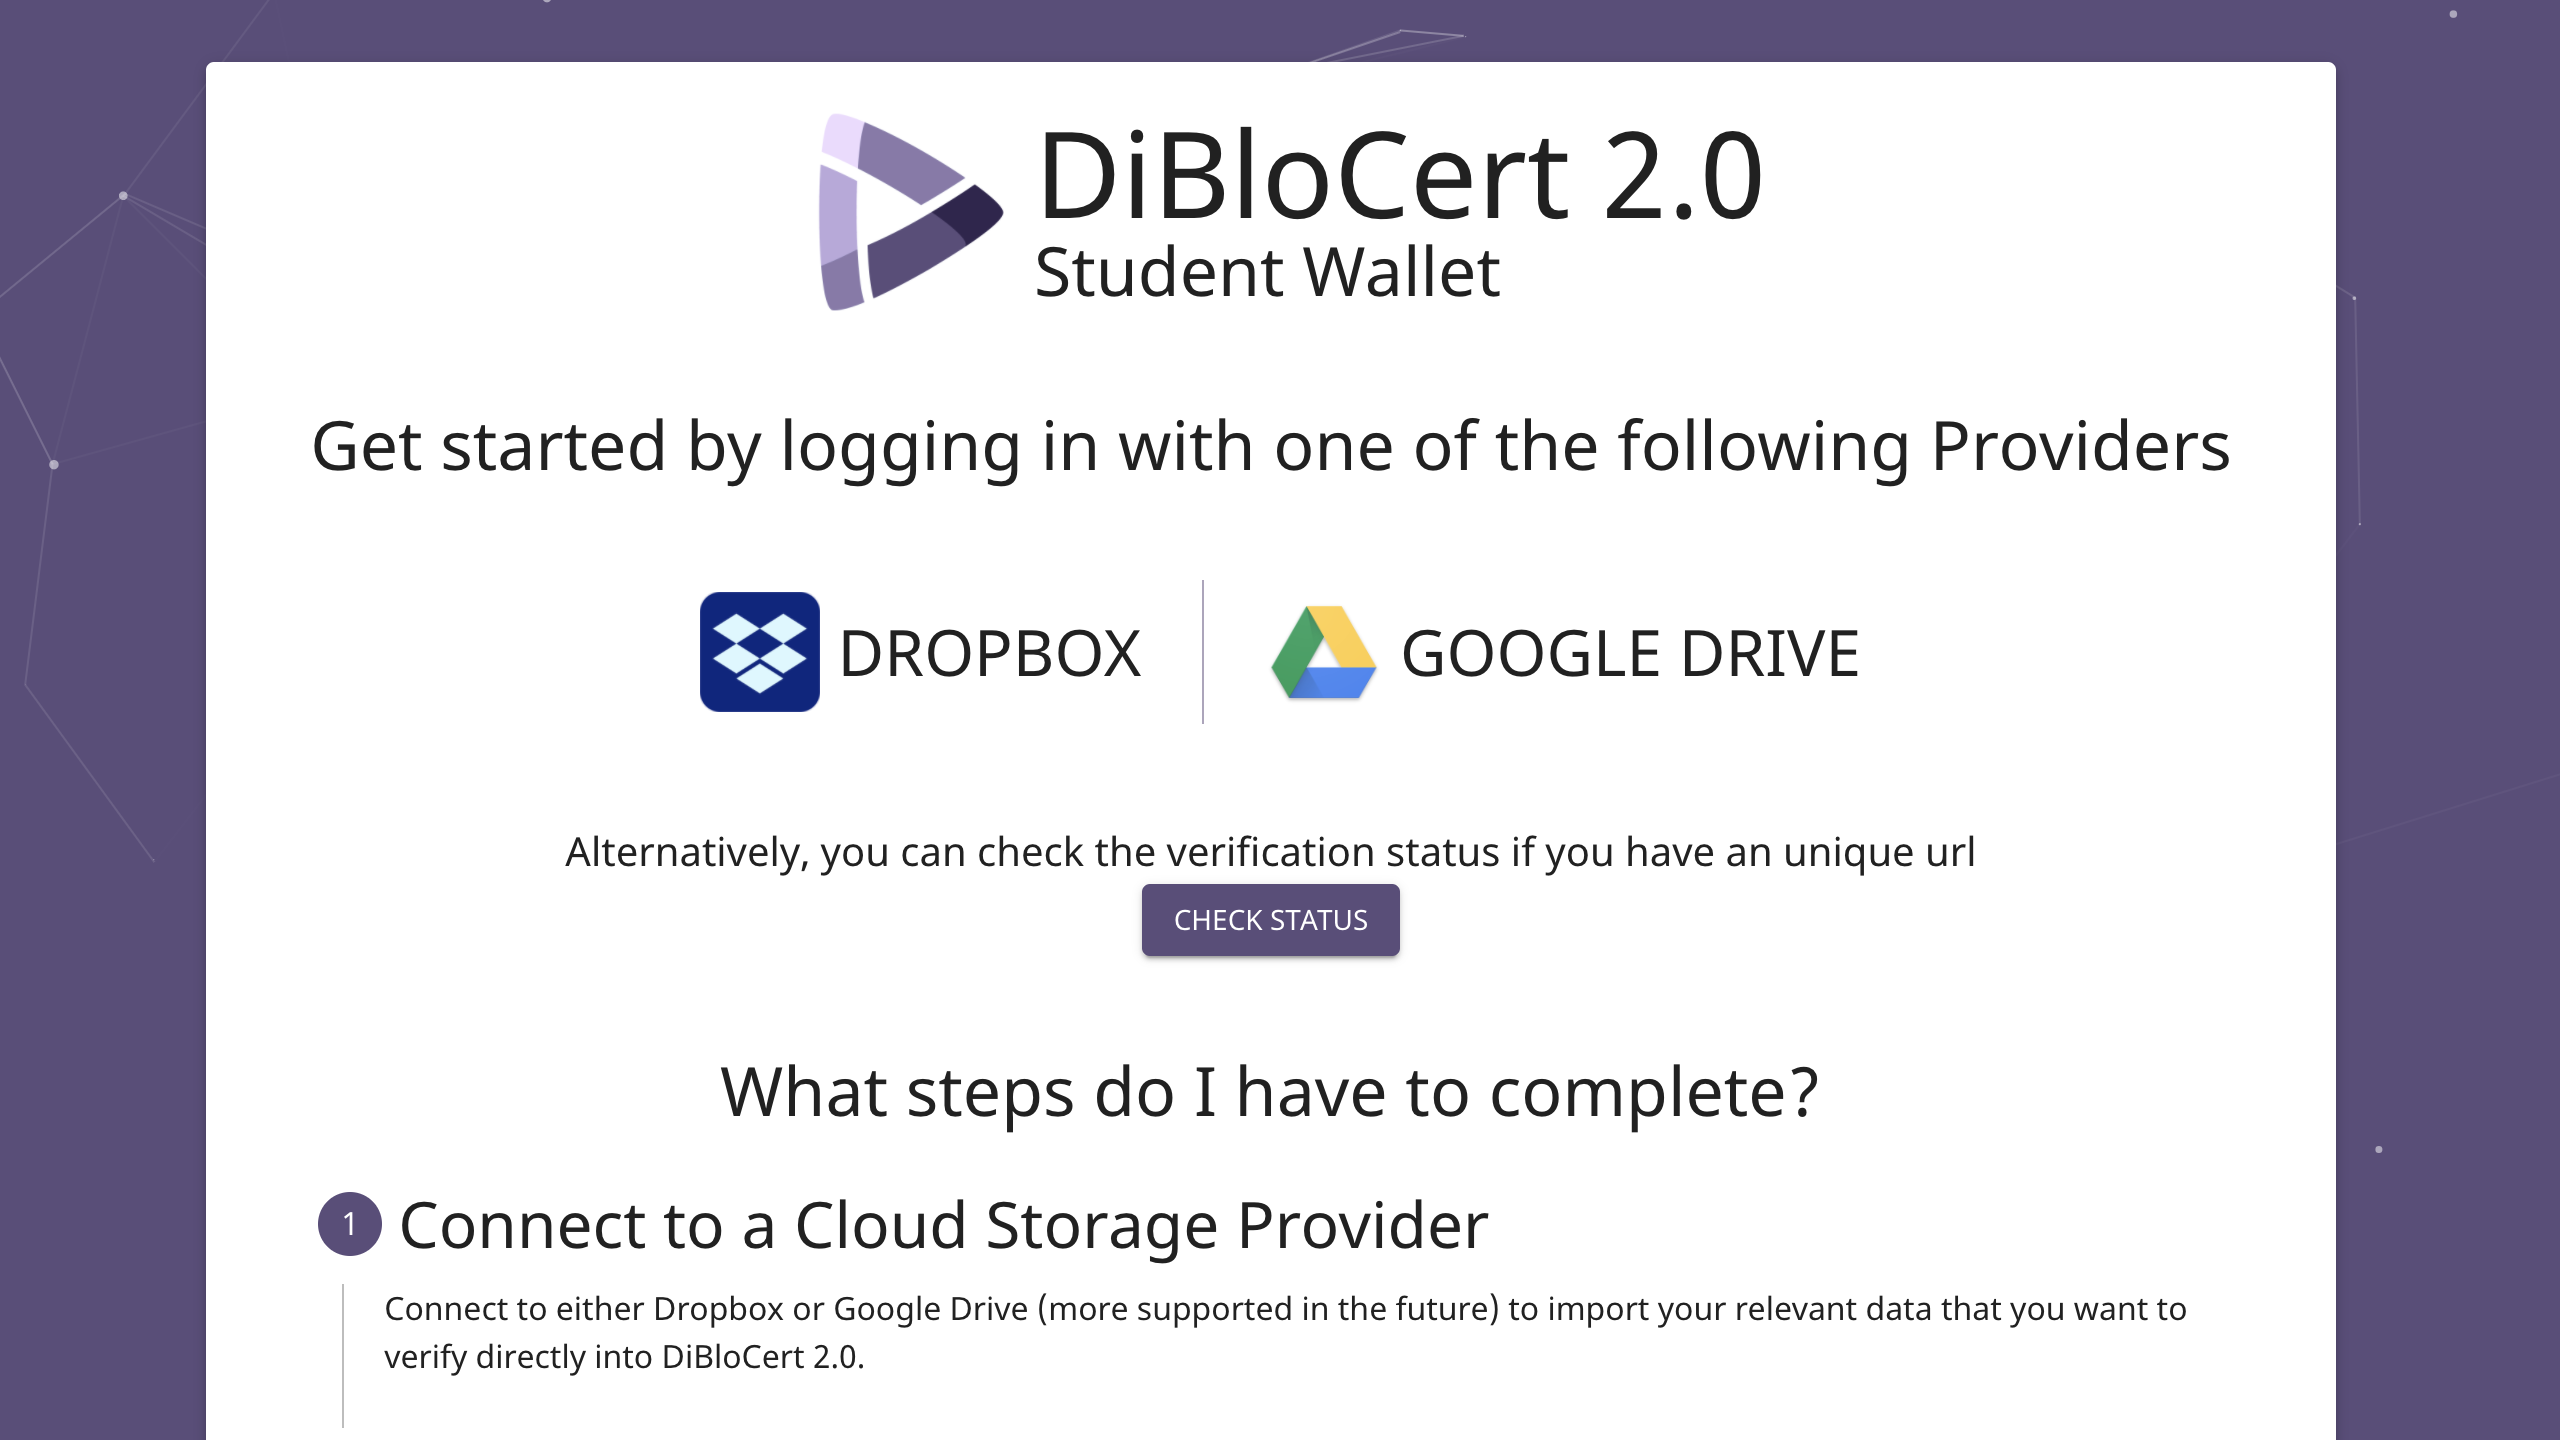 DiBloCert 2.0
Student Wallet
Get started by logging in with one of the following Providers
DROPBOX
GOOGLE DRIVE
Alternatively, you can check the verification status if you have an unique url
CHECK STATUS
What steps do I have to complete?
1 Connect to a Cloud Storage Provider
Connect to either Dropbox or Google Drive (more supported in the future) to import your relevant data that you want to
verify directly into DiBloCert 2.0.